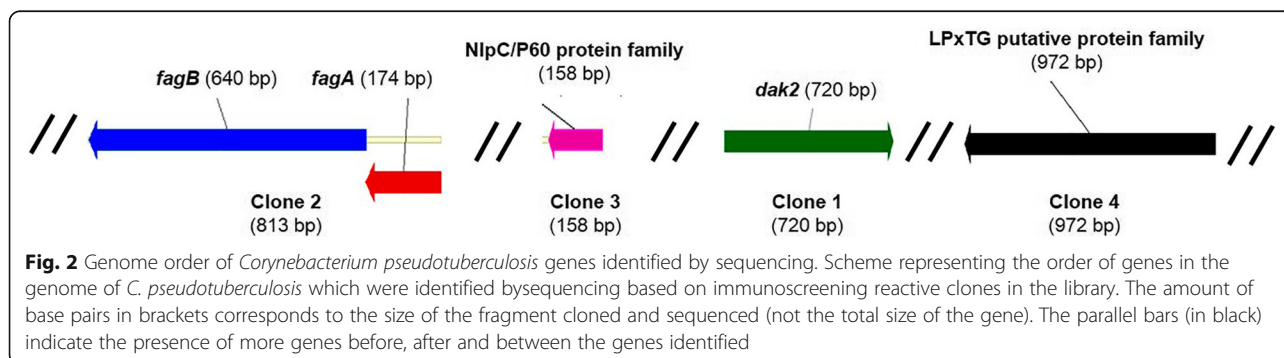 NlpC/P60 protein family
(158 bp)
LPxTG putative protein family
(972 bp)
fagB (640 bp)
fagA (174 bp)
dak2 (720 bp)
Clone 2
(813 bp)
Clone 3
(158 bp)
Clone 1
(720 bp)
Clone 4
(972 bp)
Fig. 2 Genome order of Corynebacterium pseudotuberculosis genes identified by sequencing. Scheme representing the order of genes in the
genome of C. pseudotuberculosis which were identified bysequencing based on immunoscreening reactive clones in the library. The amount of
base pairs in brackets corresponds to the size of the fragment cloned and sequenced (not the total size of the gene). The parallel bars (in black)
indicate the presence of more genes before, after and between the genes identified